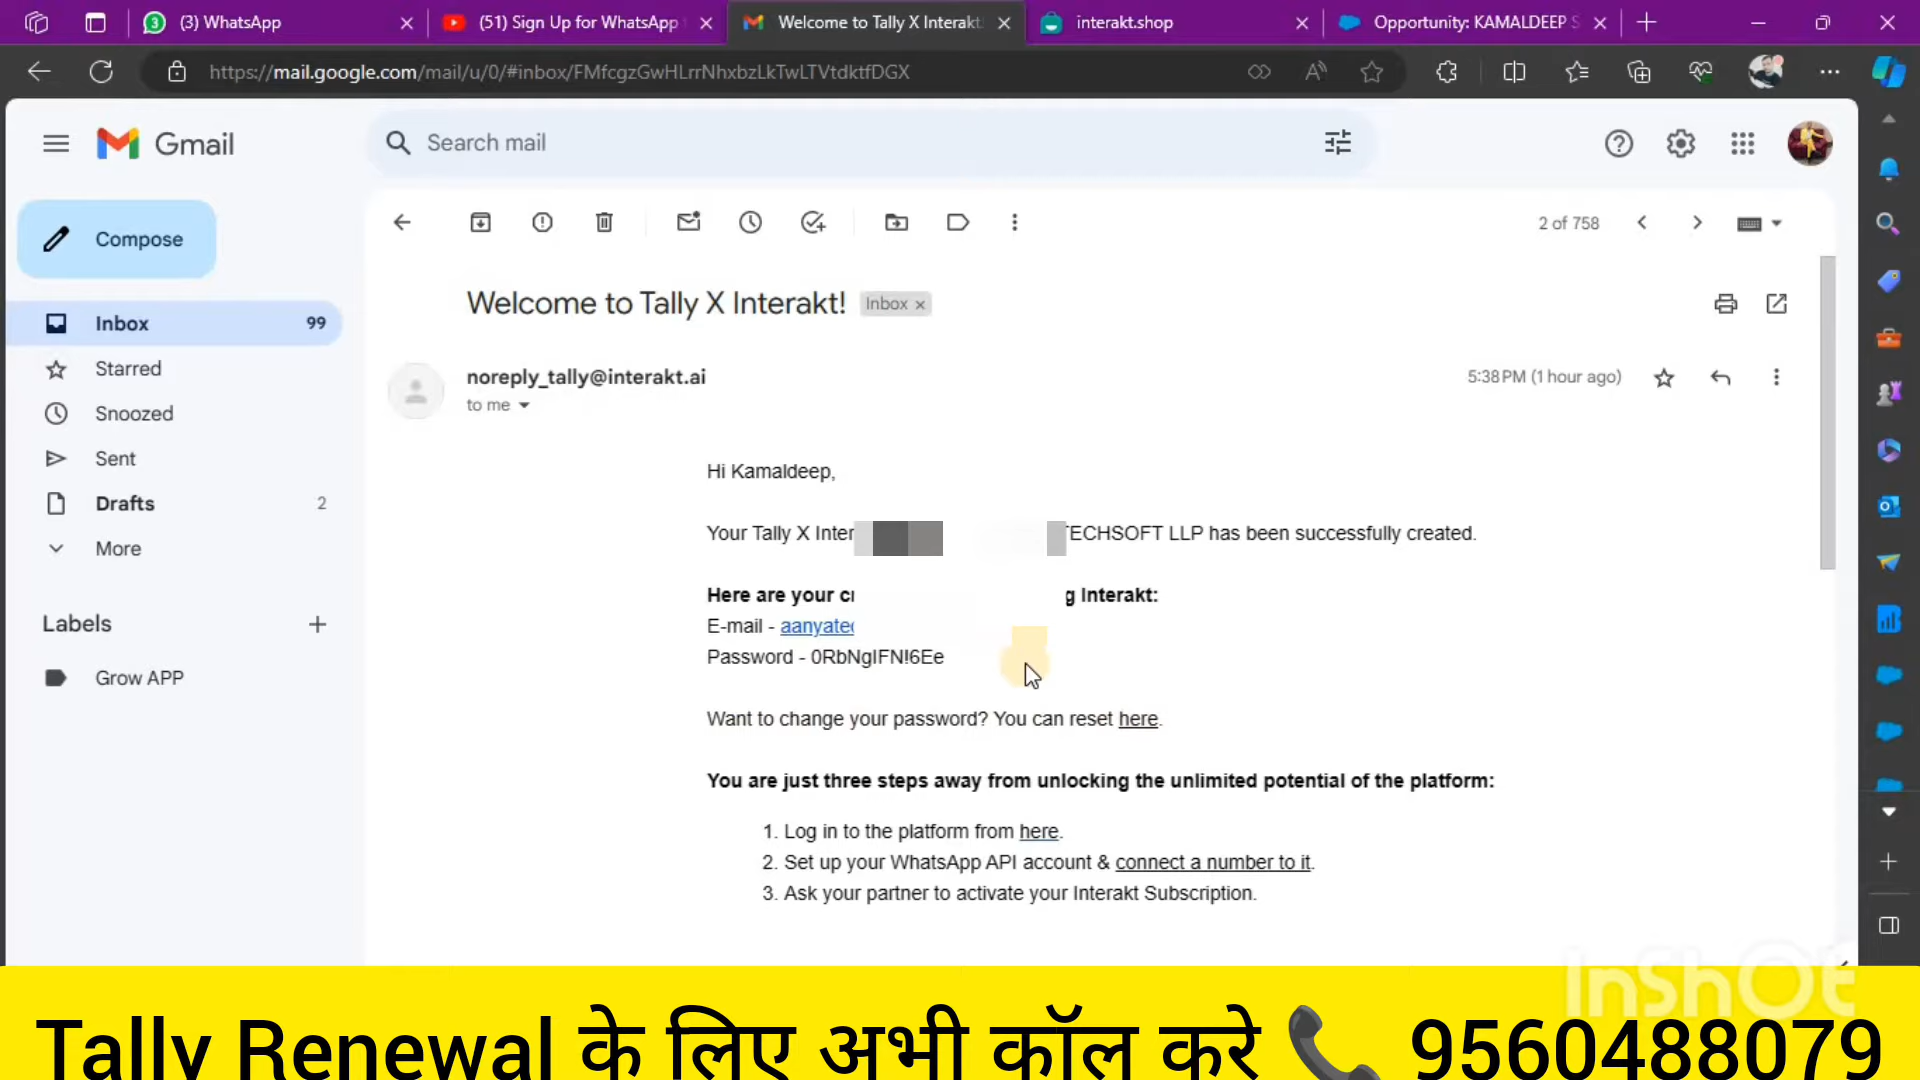 (3) WhatsApp
(51) Sign Up for WhatsApp
Welcome to Tally X Interakt
interakt.shop
Opportunity: KAMALDEEP S
https://mail.google.com/mail/u/0/#inbox/FMfcgzGwHLrrNhxbzLkTwLTVtdktfDGX
Gmail
Search mail
Compose
2 of 758
Inbox 99
Starred
Snoozed
Sent
Drafts 2
More
Labels
Grow APP
Welcome to Tally X Interakt! Inbox ×
noreply_tally@interakt.ai
5:38 PM (1 hour ago)
to me
Hi Kamaldeep,
Your Tally X Inter TECHSOFT LLP has been successfully created.
Here are your cr g Interakt:
E-mail - aanyatec
Password - 0RbNgIFN!6Ee
Want to change your password? You can reset here.
You are just three steps away from unlocking the unlimited potential of the platform:
1. Log in to the platform from here.
2. Set up your WhatsApp API account & connect a number to it.
3. Ask your partner to activate your Interakt Subscription.
InShOt
Tally Renewal के लिए अभी कॉल करे 📞 9560488079